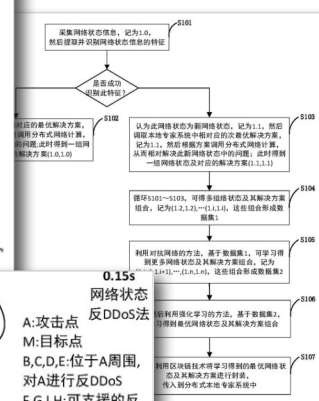 S101
采集网络状态信息，记为1.0，
然后提取并识别网络状态信息的特征
是否成功
识别此特征？
S102
对应的最优解决方案，
调用分布式网络计算，
的问题；此时得到一组网
解决方案(1.0,1.0)
S103
认为此网络状态为新网络状态，记为1.1，然后
调取本地专家系统中相对应的次最优解决方案，
记为1.1，然后根据方案调用分布式网络计算，
从而相对解决此新网络状态中的问题；此时得到
一组网络状态及对应的解决方案(1.1,1.1)
S104
循环S101～S103，可得多组网络状态及其解决方案
组合，记为(1.2,1.2),…(1.i,1.i)，这些组合形成数
据集1
S105
利用对抗网络的方法，基于数据集1，可学习得
到更多网络状态及其解决方案组合，记为
1.i+1),…,(1.n,1.n)，这些组合形成数据集2
S106
后利用强化学习的方法，基于数据集2，
习得到最优网络状态及其解决方案组合
S107
利用区块链技术将学习得到的最优网络状
态及其解决方案进行封装，
传入到分布式本地专家系统中
0.15s
网络状态
反DDoS法
A:攻击点
M:目标点
B,C,D,E:位于A周围,
对A进行反DDoS